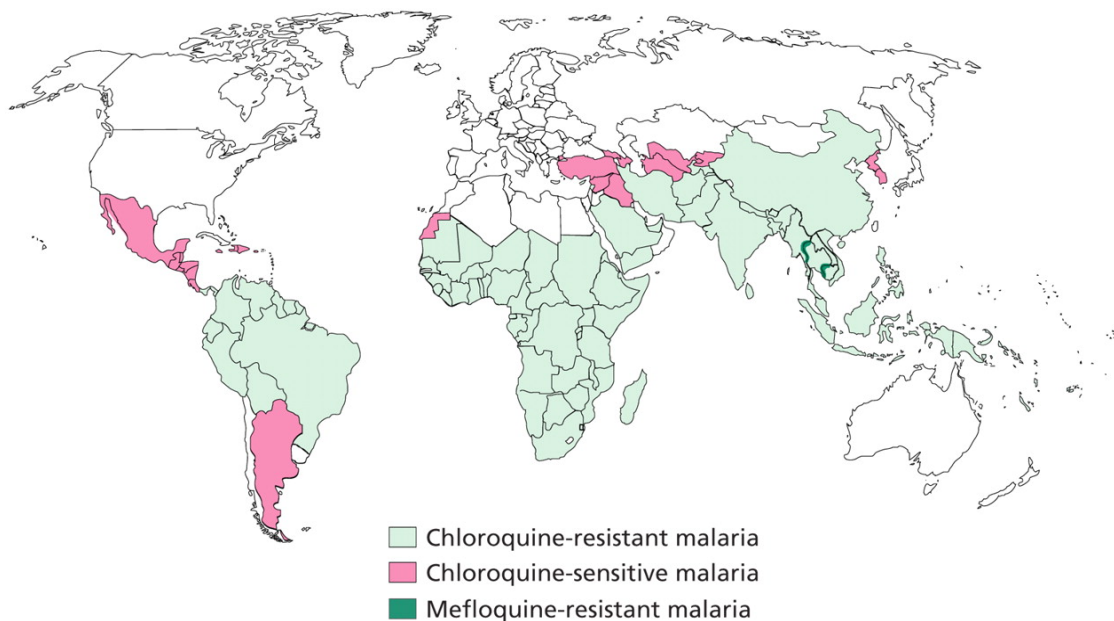 Chloroquine-resistant malaria
Chloroquine-sensitive malaria
Mefloquine-resistant malaria